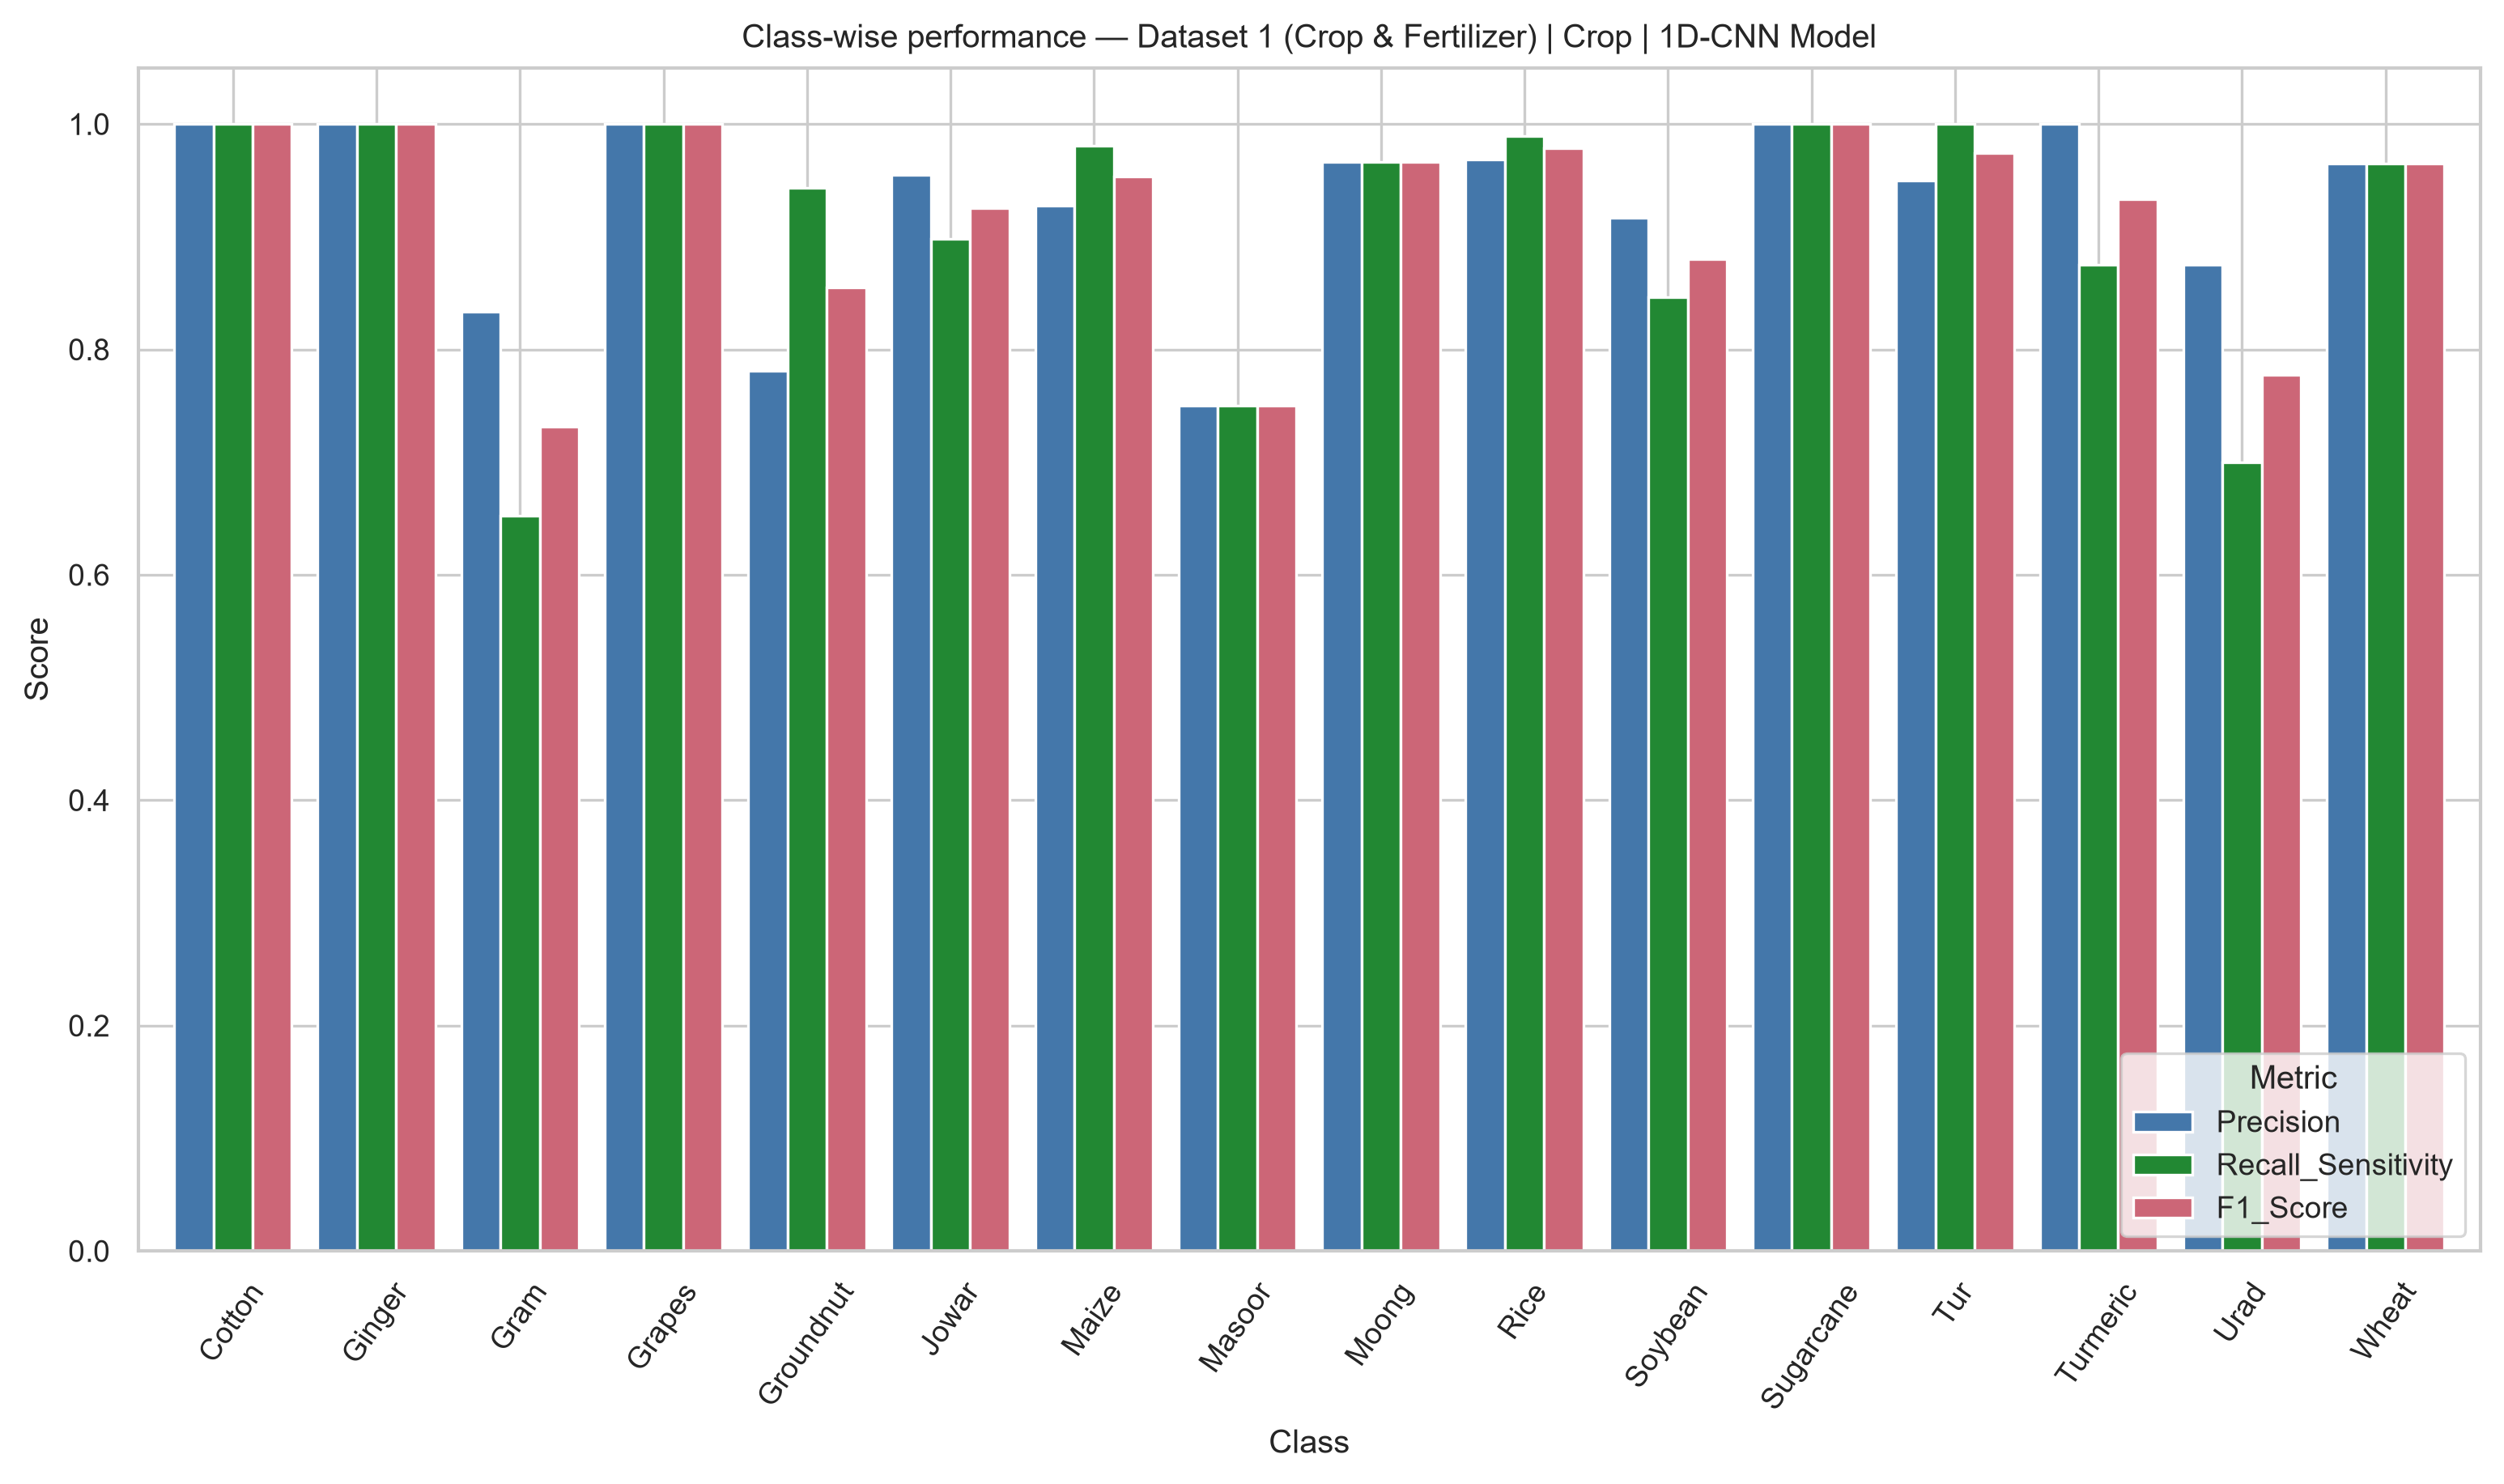 Class-wise performance — Dataset 1 (Crop & Fertilizer) | Crop | 1D-CNN Model
Score
1.0
0.8
0.6
0.4
0.2
0.0
Metric
Precision
Recall_Sensitivity
F1_Score
Cotton
Ginger
Gram
Grapes
Groundnut
Jowar
Maize
Masoor
Moong
Rice
Soybean
Sugarcane
Tur
Turmeric
Urad
Wheat
Class